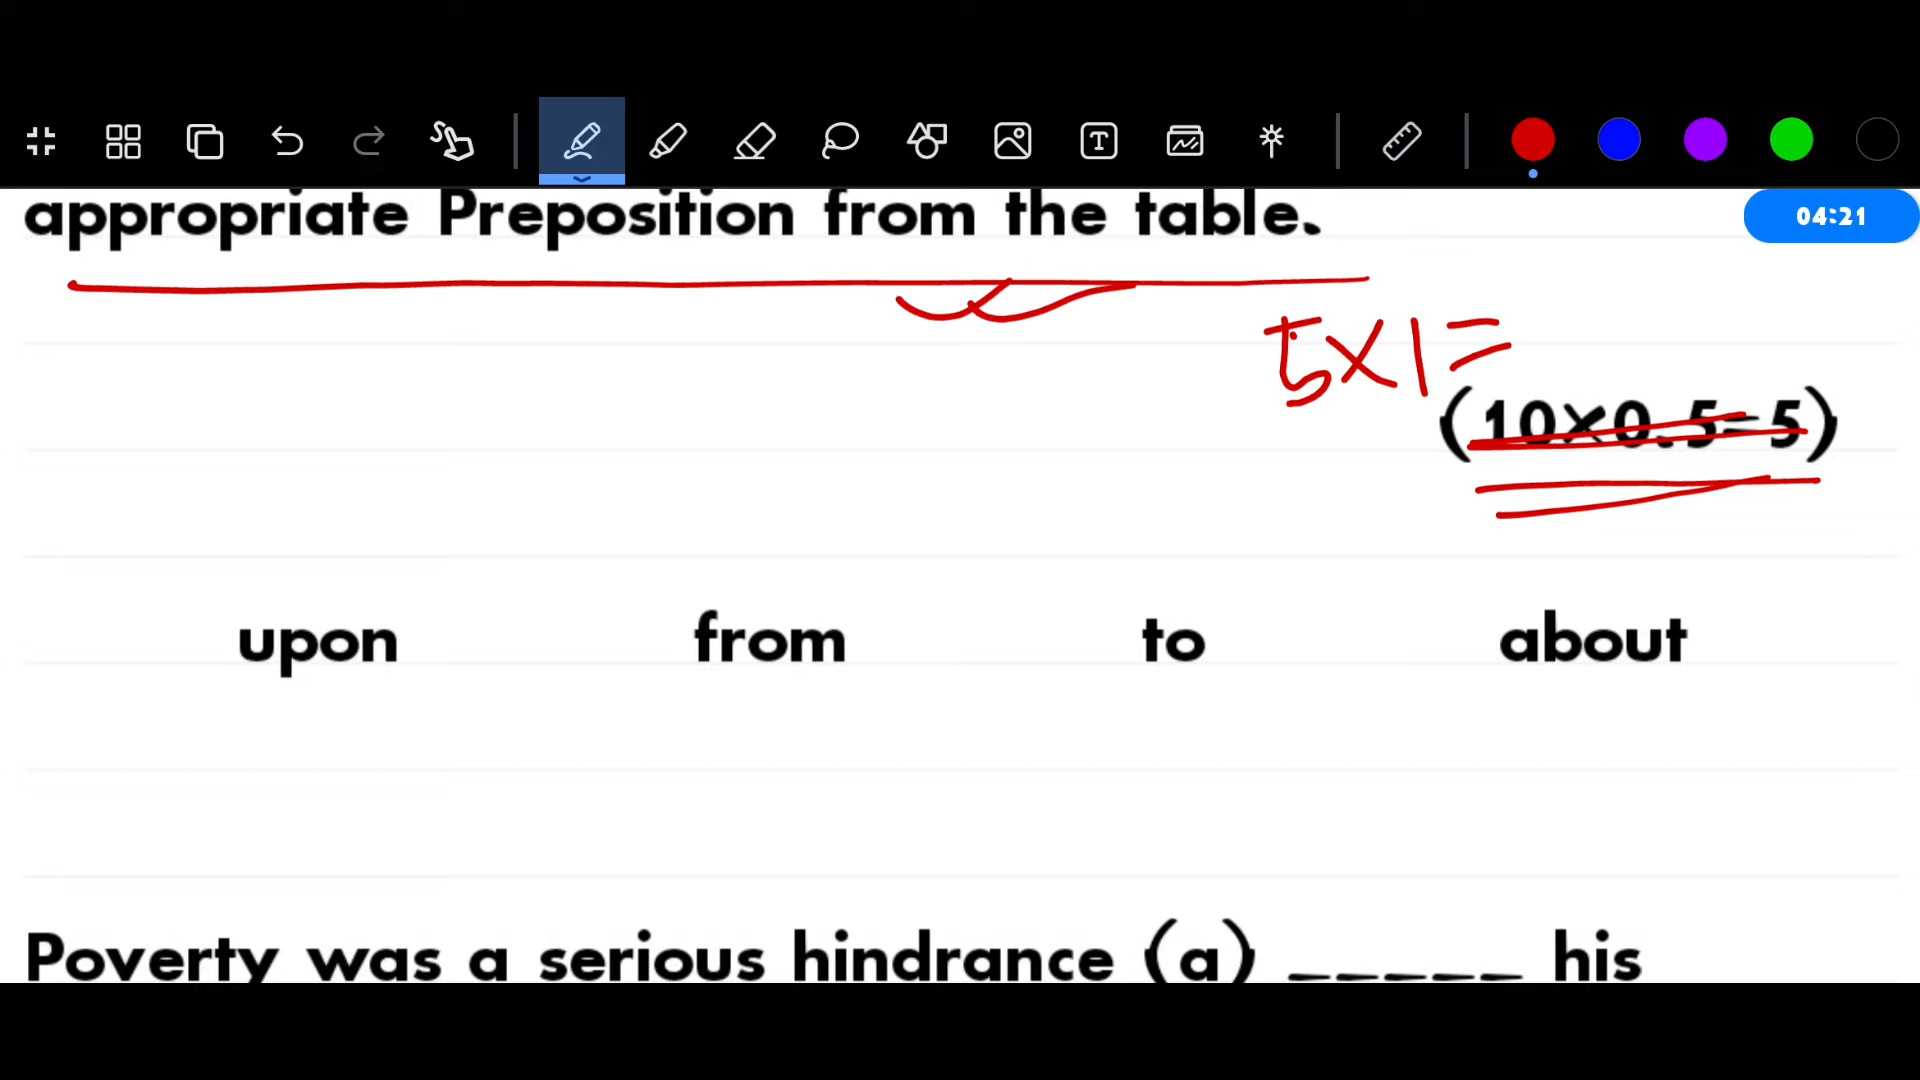 appropriate Preposition from the table.
04:21
5×1=
(10×0.5=5)
upon from to about
Poverty was a serious hindrance (a) _____ his